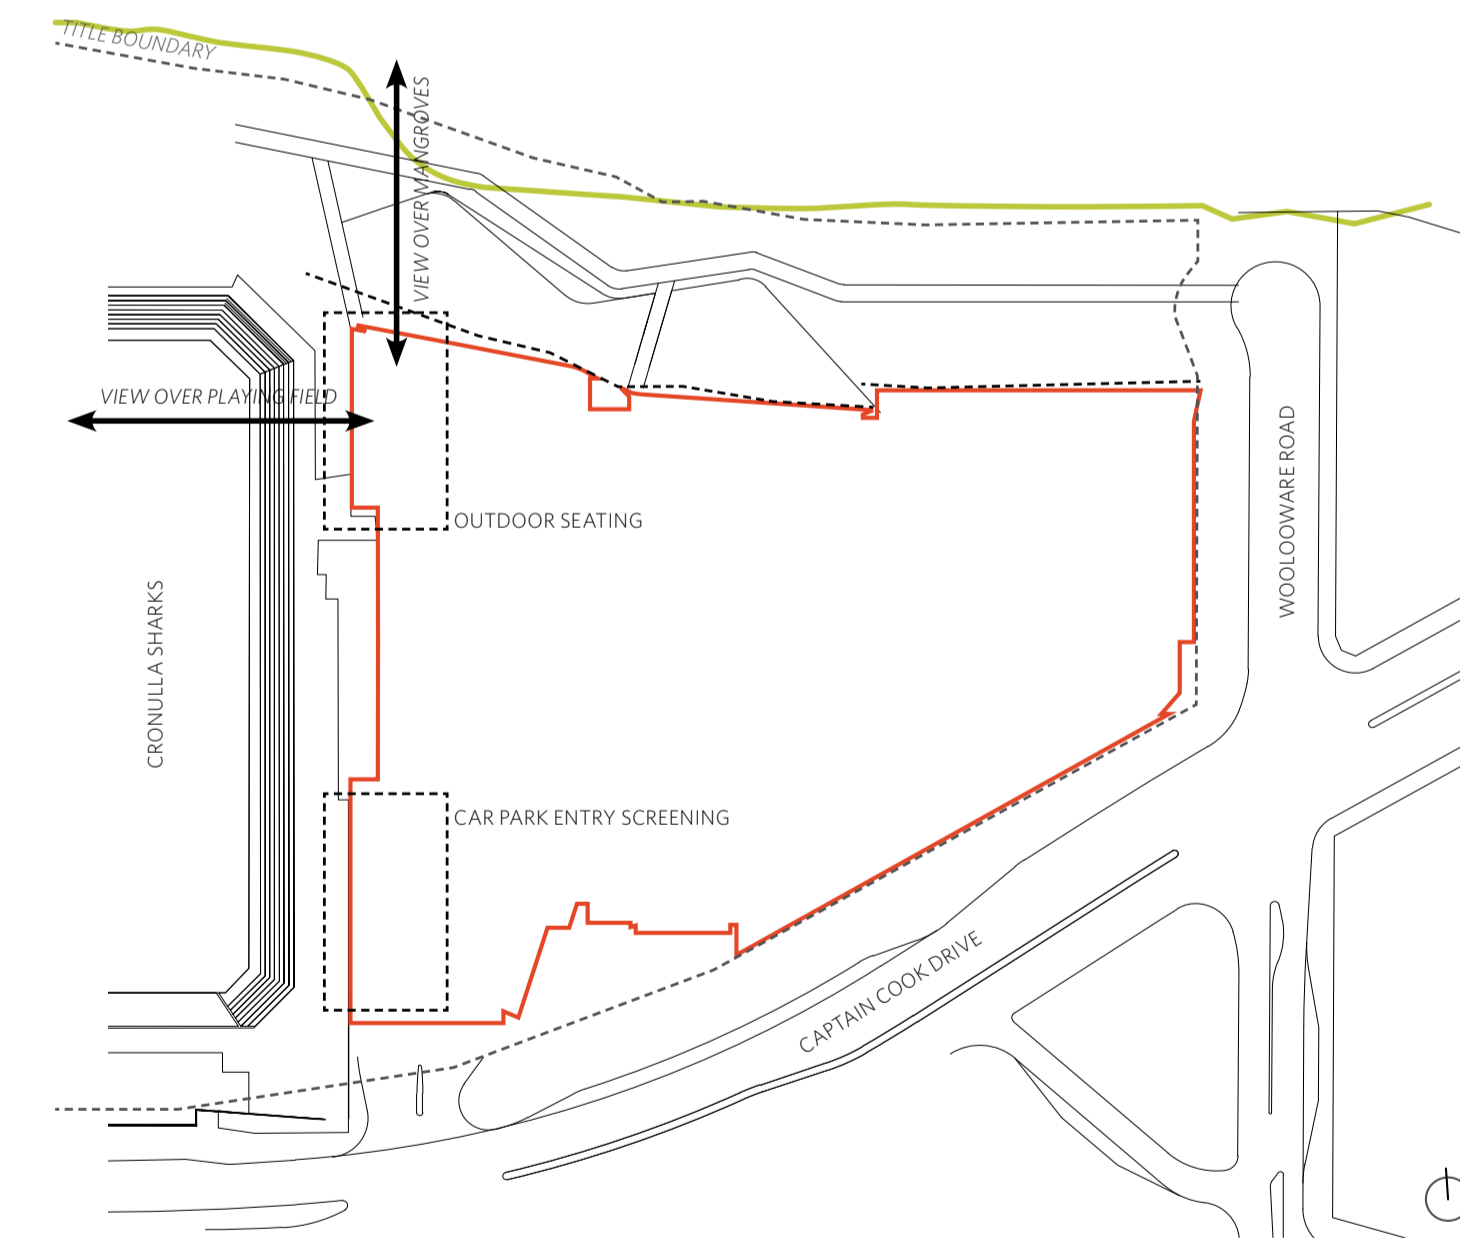 TITLE BOUNDARY
VIEW OVER MANGROVES
VIEW OVER PLAYING FIELD
OUTDOOR SEATING
WOOLOOWARE ROAD
CRONULLA SHARKS
CAR PARK ENTRY SCREENING
CAPTAIN COOK DRIVE